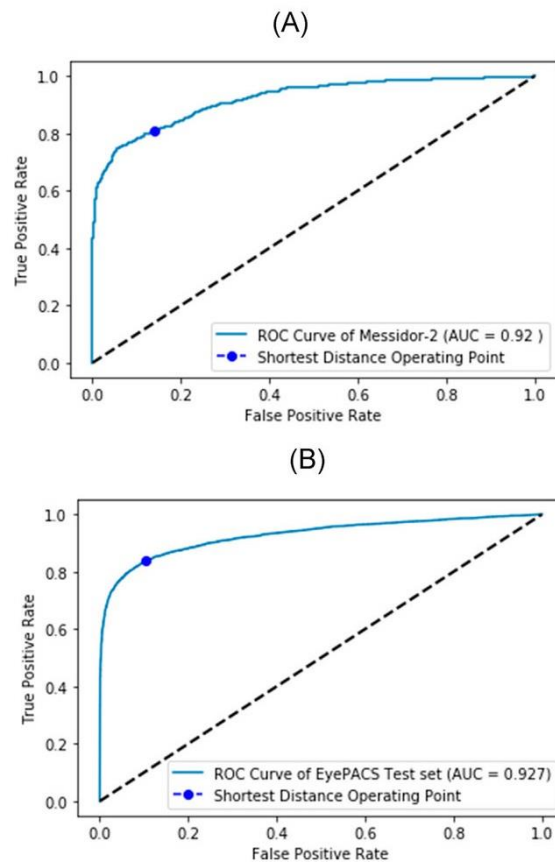 (A)
1.0
0.8
0.6
0.4
0.2
0.0
True Positive Rate
ROC Curve of Messidor-2 (AUC = 0.92 )
Shortest Distance Operating Point
0.0 0.2 0.4 0.6 0.8 1.0
False Positive Rate
(B)
1.0
0.8
0.6
0.4
0.2
0.0
True Positive Rate
ROC Curve of EyePACS Test set (AUC = 0.927)
Shortest Distance Operating Point
0.0 0.2 0.4 0.6 0.8 1.0
False Positive Rate